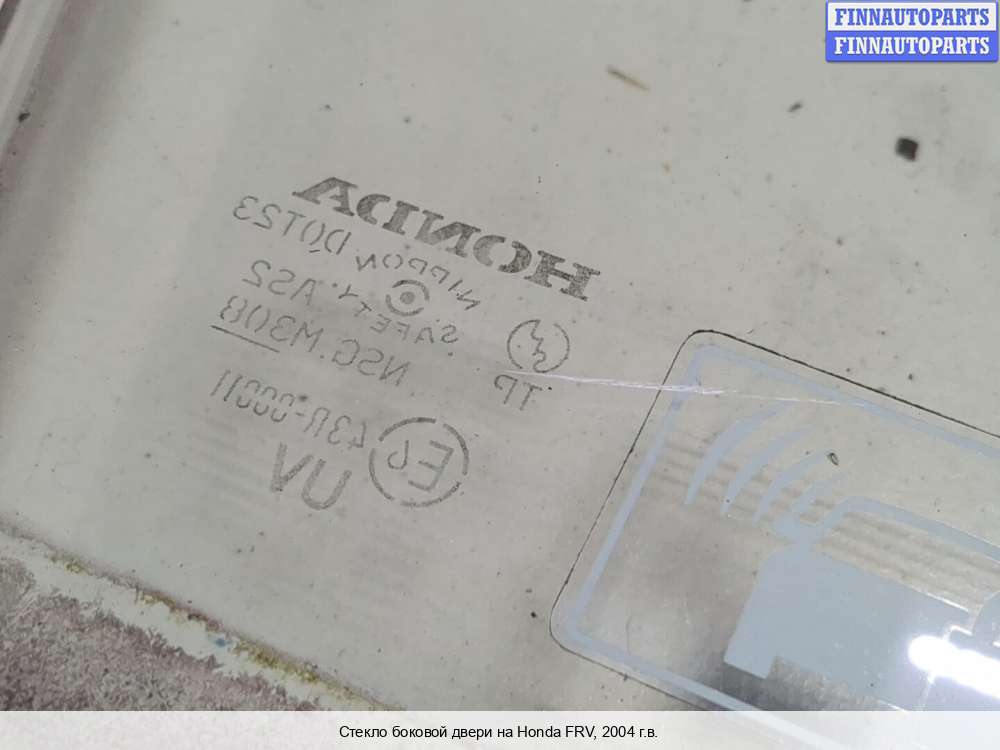 FINNAUTOPARTS
FINNAUTOPARTS
HONDA
NIPPON DOT23
SAFETY. AS2
NSG. M308
TP
E6 43R-00011
UV
Стекло боковой двери на Honda FRV, 2004 г.в.